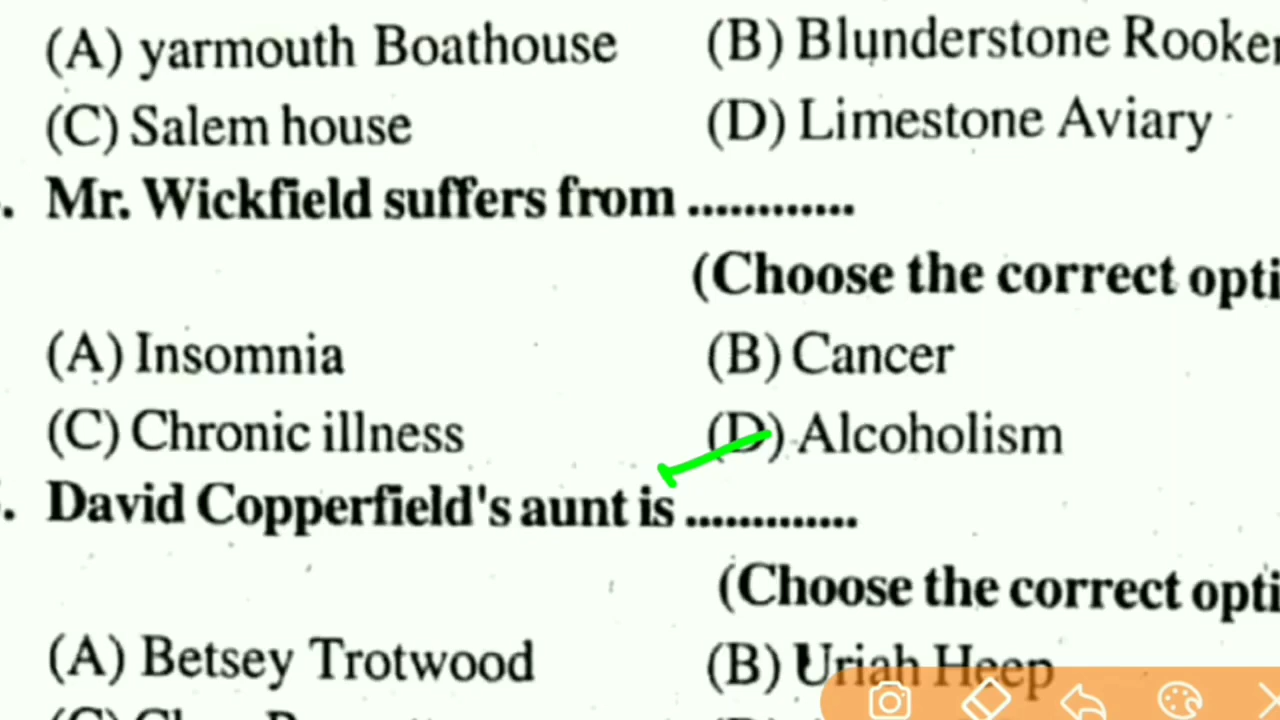 (A) yarmouth Boathouse (B) Blunderstone Rooker
(C) Salem house (D) Limestone Aviary
. Mr. Wickfield suffers from ............
(Choose the correct opti
(A) Insomnia (B) Cancer
(C) Chronic illness (D) Alcoholism
. David Copperfield's aunt is .............
(Choose the correct opti
(A) Betsey Trotwood (B) Uriah Heep